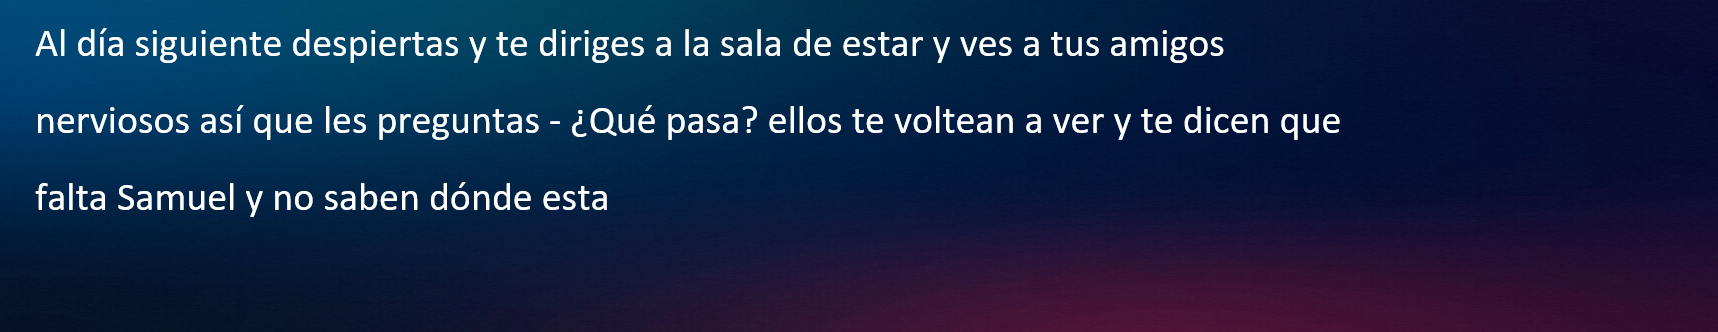 Al día siguiente despiertas y te diriges a la sala de estar y ves a tus amigos
nerviosos así que les preguntas - ¿Qué pasa? ellos te voltean a ver y te dicen que
falta Samuel y no saben dónde esta